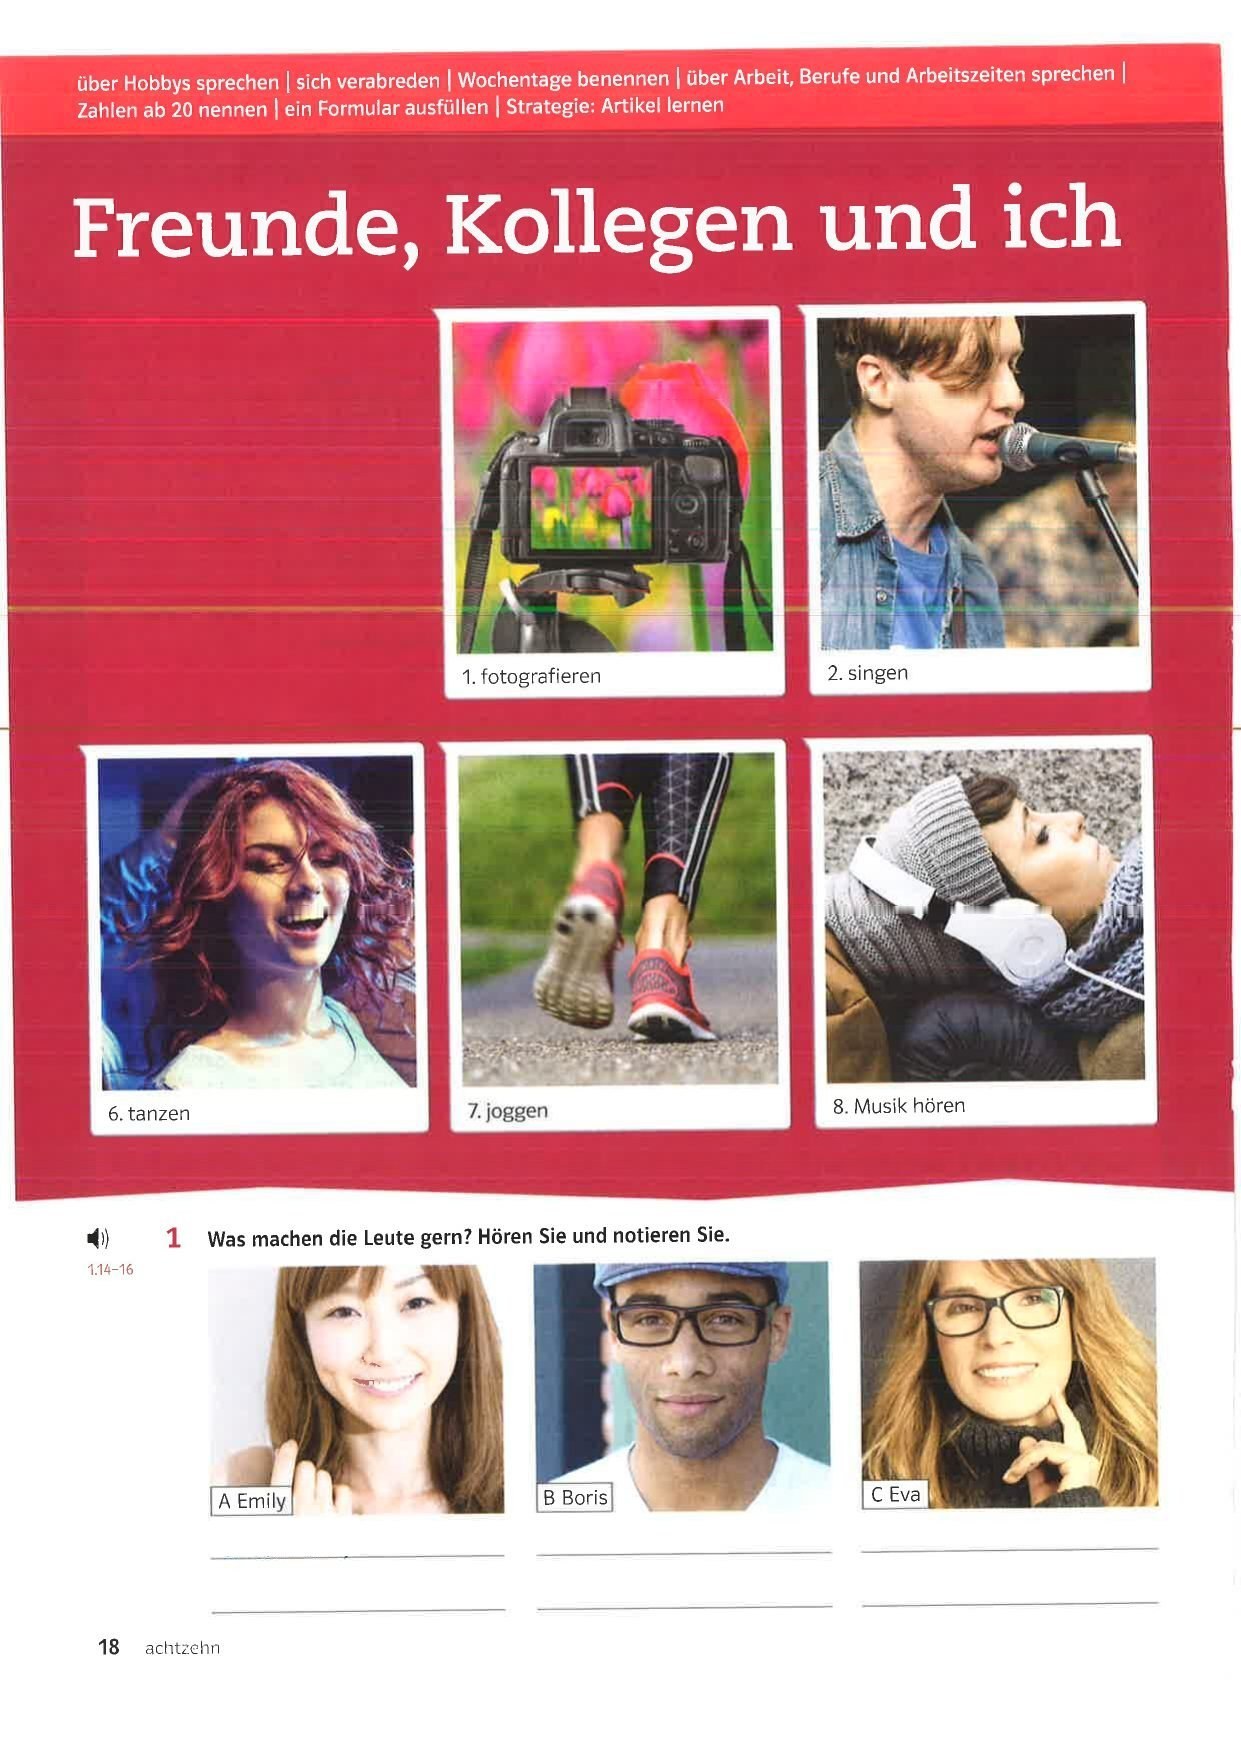 über Hobbys sprechen | sich verabreden | Wochentage benennen | über Arbeit, Berufe und Arbeitszeiten sprechen |
Zahlen ab 20 nennen | ein Formular ausfüllen | Strategie: Artikel lernen
Freunde, Kollegen und ich
1. fotografieren
2. singen
6. tanzen
7. joggen
8. Musik hören
1 Was machen die Leute gern? Hören Sie und notieren Sie.
1.14–16
A Emily
B Boris
C Eva
18 achtzehn